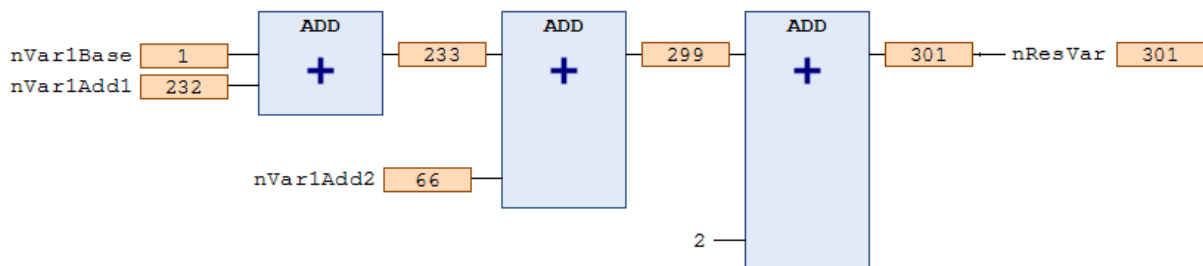 ADD ADD ADD
nVar1Base 1 233 299 301 nResVar 301
+ + +
nVar1Add1 232
nVar1Add2 66
2